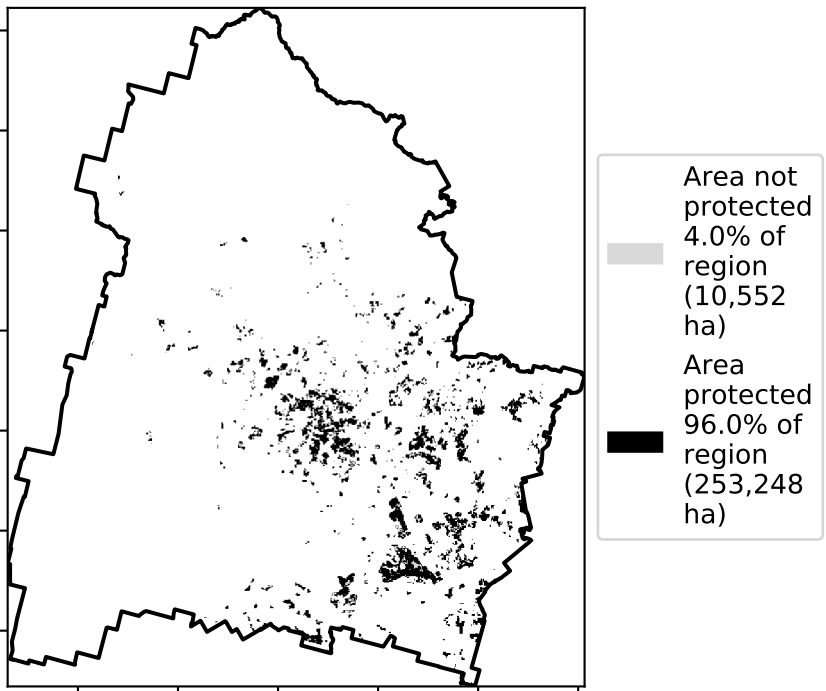 Area not
protected
4.0% of
region
(10,552
ha)
Area
protected
96.0% of
region
(253,248
ha)